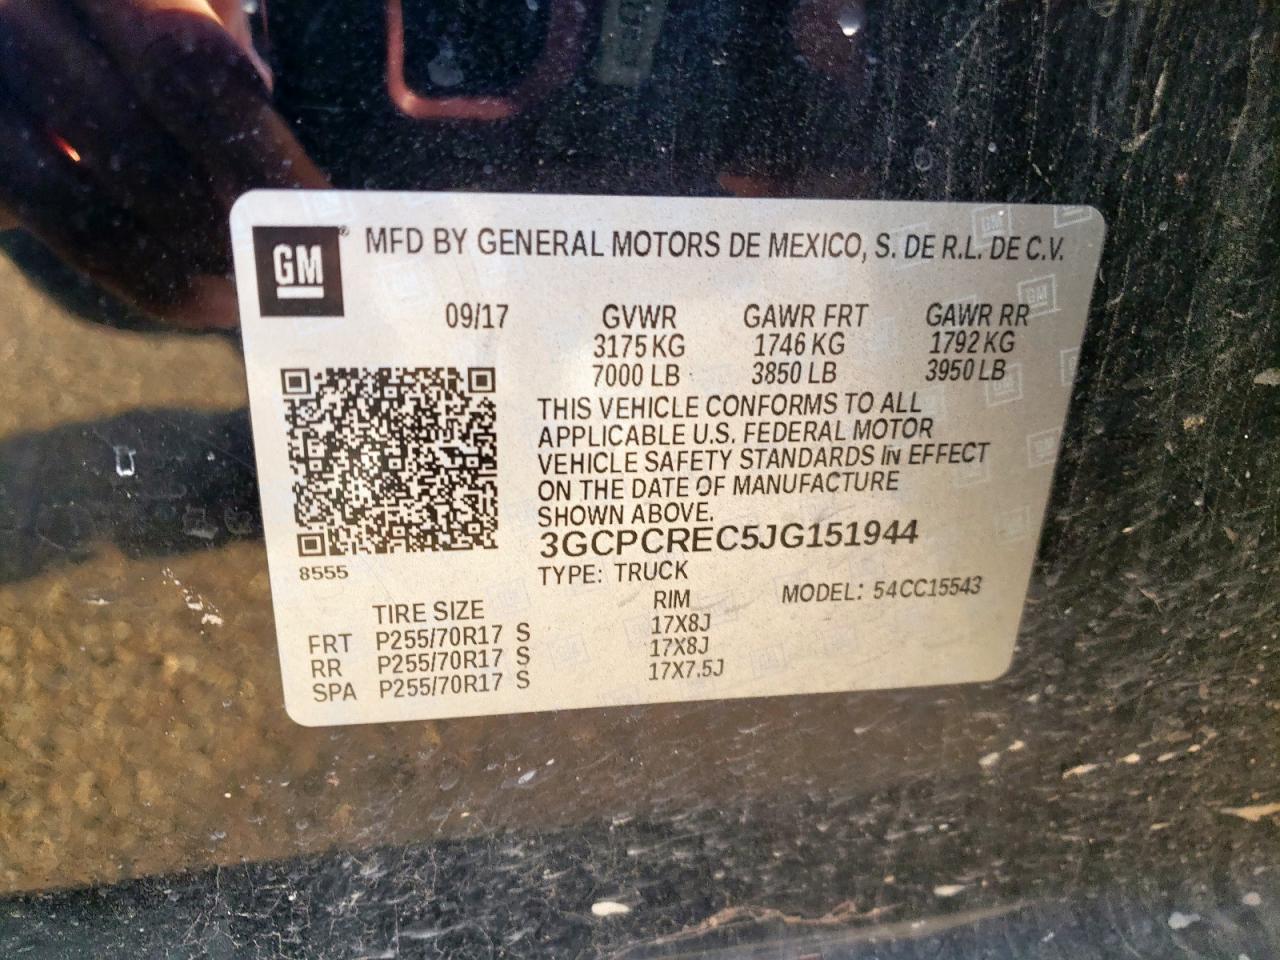 GM ® MFD BY GENERAL MOTORS DE MEXICO, S. DE R.L. DE C.V.
09/17 GVWR GAWR FRT GAWR RR
3175 KG 1746 KG 1792 KG
7000 LB 3850 LB 3950 LB
THIS VEHICLE CONFORMS TO ALL
APPLICABLE U.S. FEDERAL MOTOR
VEHICLE SAFETY STANDARDS IN EFFECT
ON THE DATE OF MANUFACTURE
SHOWN ABOVE.
3GCPCREC5JG151944
8555 TYPE: TRUCK MODEL: 54CC15543
TIRE SIZE RIM
FRT P255/70R17 S 17X8J
RR P255/70R17 S 17X8J
SPA P255/70R17 S 17X7.5J